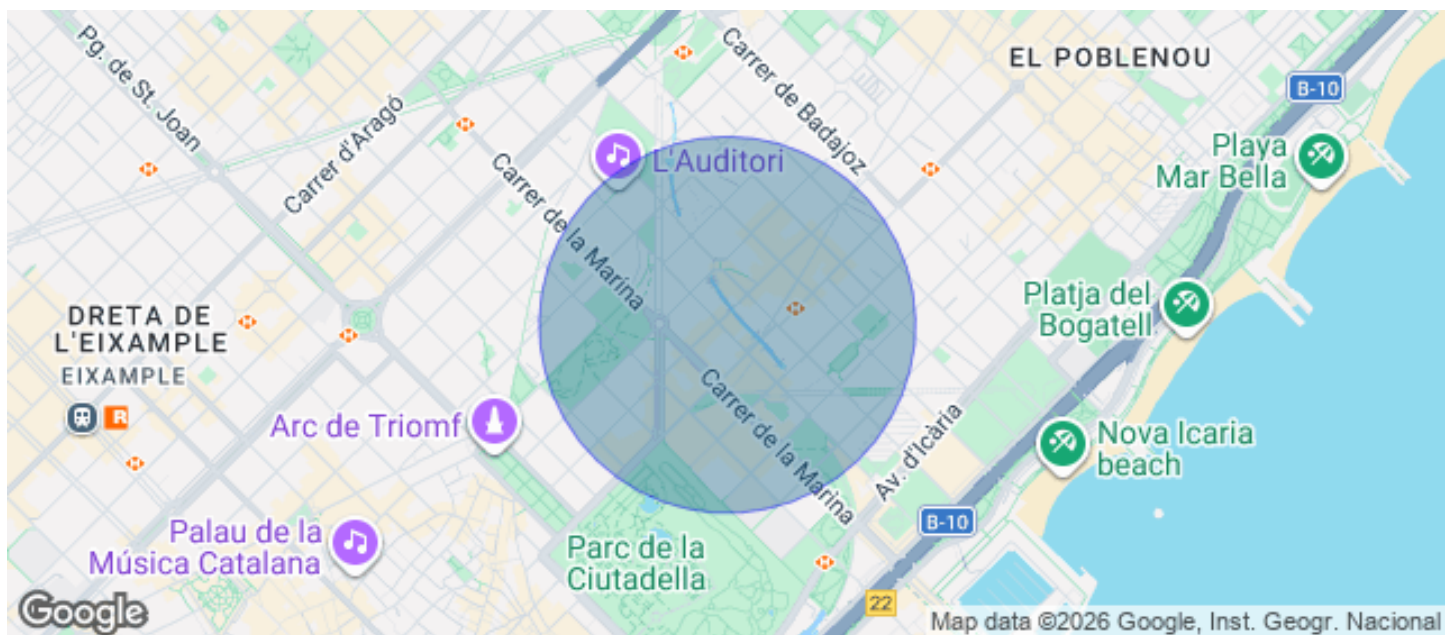 Pg. de St. Joan
Carrer d'Aragó
Carrer de Badajoz
EL POBLENOU
B-10
L'Auditori
Playa
Mar Bella
Carrer de la Marina
Platja del
Bogatell
DRETA DE
L'EIXAMPLE
EIXAMPLE
R
Arc de Triomf
Carrer de la Marina
Av. d'Icària
Nova Icaria
beach
B-10
Palau de la
Música Catalana
Parc de la
Ciutadella
22
Google
Map data ©2026 Google, Inst. Geogr. Nacional